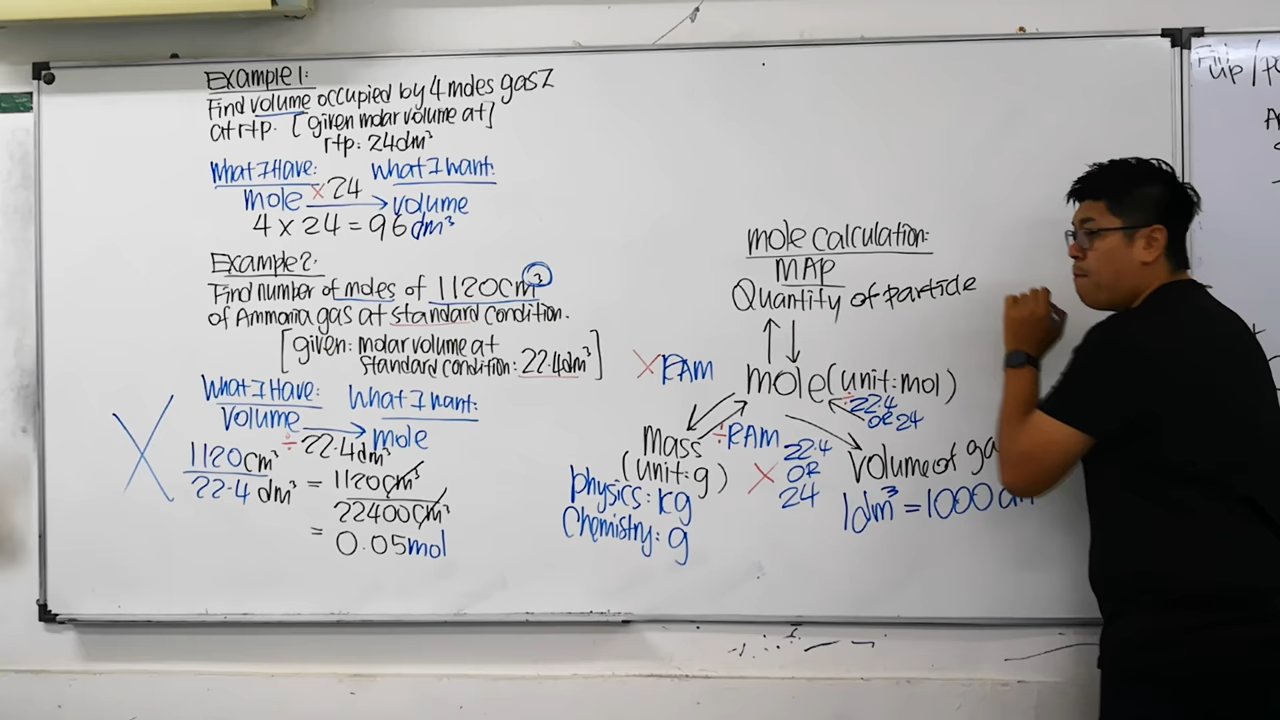 Example 1:
Find volume occupied by 4 moles gas Z
at rtp. [given molar volume at]
rtp: 24dm³
What I Have: What I want:
mole ×24 → volume
4 × 24 = 96dm³
Example 2:
Find number of moles of 1120cm³
of Ammonia gas at standard condition.
[given: molar volume at
standard condition: 22.4dm³]
What I Have: What I want:
Volume → mole
÷ 22.4dm³
1120cm³ / 22.4 dm³ = 1120cm³ / 22400cm³
= 0.05mol
X
mole calculation:
MAP
Quantity of particle
×RAM
mole (unit: mol)
÷22.4
OR 24
Mass
÷RAM
(unit: g)
Physics: kg
Chemistry: g
× 22.4
OR
24
Volume of ga
1dm³ = 1000
up /